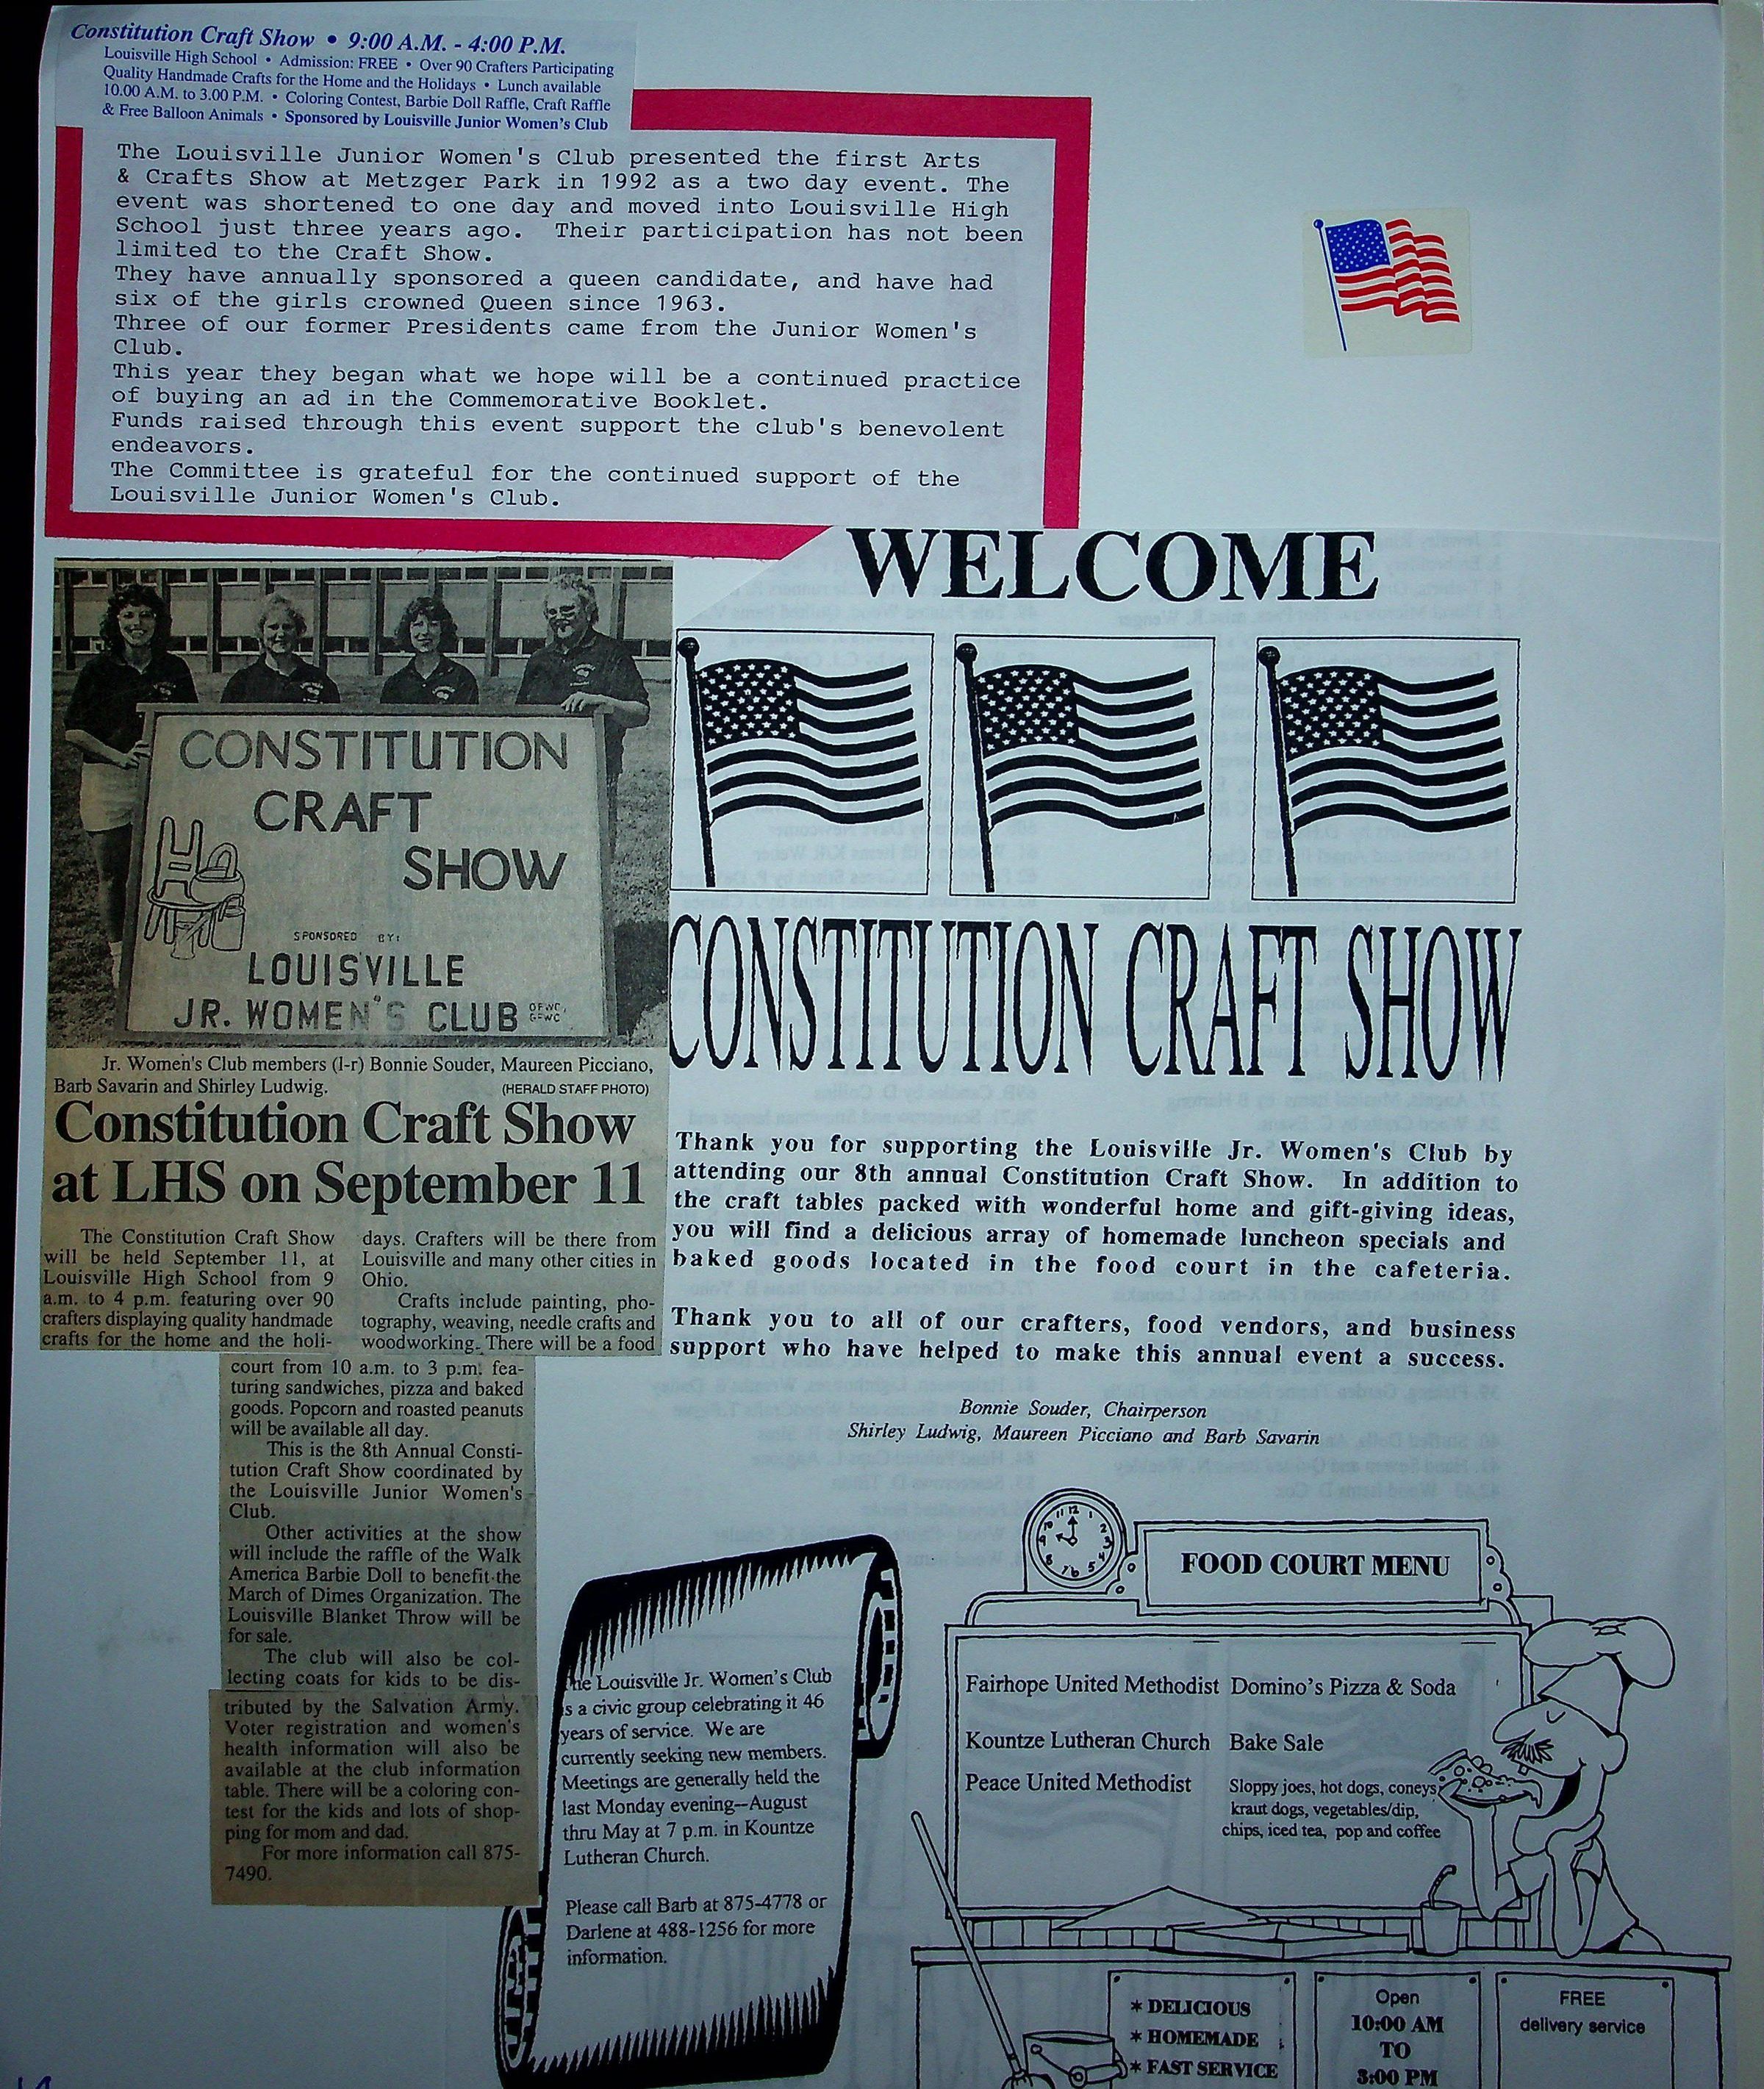 Constitution Craft Show • 9:00 A.M. - 4:00 P.M.
Louisville High School • Admission: FREE • Over 90 Crafters Participating
Quality Handmade Crafts for the Home and the Holidays • Lunch available
10.00 A.M. to 3.00 P.M. • Coloring Contest, Barbie Doll Raffle, Craft Raffle
& Free Balloon Animals • Sponsored by Louisville Junior Women's Club
The Louisville Junior Women's Club presented the first Arts
& Crafts Show at Metzger Park in 1992 as a two day event. The
event was shortened to one day and moved into Louisville High
School just three years ago. Their participation has not been
limited to the Craft Show.
They have annually sponsored a queen candidate, and have had
six of the girls crowned Queen since 1963.
Three of our former Presidents came from the Junior Women's
Club.
This year they began what we hope will be a continued practice
of buying an ad in the Commemorative Booklet.
Funds raised through this event support the club's benevolent
endeavors.
The Committee is grateful for the continued support of the
Louisville Junior Women's Club.
CONSTITUTION
CRAFT
SHOW
SPONSORED BY:
LOUISVILLE
JR. WOMEN'S CLUB OFWC,
GFWC
Jr. Women's Club members (l-r) Bonnie Souder, Maureen Picciano,
Barb Savarin and Shirley Ludwig. (HERALD STAFF PHOTO)
Constitution Craft Show
at LHS on September 11
The Constitution Craft Show
will be held September 11, at
Louisville High School from 9
a.m. to 4 p.m. featuring over 90
crafters displaying quality handmade
crafts for the home and the holi-
days. Crafters will be there from
Louisville and many other cities in
Ohio.
Crafts include painting, pho-
tography, weaving, needle crafts and
woodworking. There will be a food
court from 10 a.m. to 3 p.m. fea-
turing sandwiches, pizza and baked
goods. Popcorn and roasted peanuts
will be available all day.
This is the 8th Annual Consti-
tution Craft Show coordinated by
the Louisville Junior Women's
Club.
Other activities at the show
will include the raffle of the Walk
America Barbie Doll to benefit the
March of Dimes Organization. The
Louisville Blanket Throw will be
for sale.
The club will also be col-
lecting coats for kids to be dis-
tributed by the Salvation Army.
Voter registration and women's
health information will also be
available at the club information
table. There will be a coloring con-
test for the kids and lots of shop-
ping for mom and dad.
For more information call 875-
7490.
WELCOME
CONSTITUTION CRAFT SHOW
Thank you for supporting the Louisville Jr. Women's Club by
attending our 8th annual Constitution Craft Show. In addition to
the craft tables packed with wonderful home and gift-giving ideas,
you will find a delicious array of homemade luncheon specials and
baked goods located in the food court in the cafeteria.
Thank you to all of our crafters, food vendors, and business
support who have helped to make this annual event a success.
Bonnie Souder, Chairperson
Shirley Ludwig, Maureen Picciano and Barb Savarin
he Louisville Jr. Women's Club
is a civic group celebrating it 46
years of service. We are
currently seeking new members.
Meetings are generally held the
last Monday evening--August
thru May at 7 p.m. in Kountze
Lutheran Church.
Please call Barb at 875-4778 or
Darlene at 488-1256 for more
information.
FOOD COURT MENU
Fairhope United Methodist Domino's Pizza & Soda
Kountze Lutheran Church Bake Sale
Peace United Methodist Sloppy joes, hot dogs, coneys,
kraut dogs, vegetables/dip,
chips, iced tea, pop and coffee
* DELICIOUS
* HOMEMADE
* FAST SERVICE
Open
10:00 AM
TO
3:00 PM
FREE
delivery service